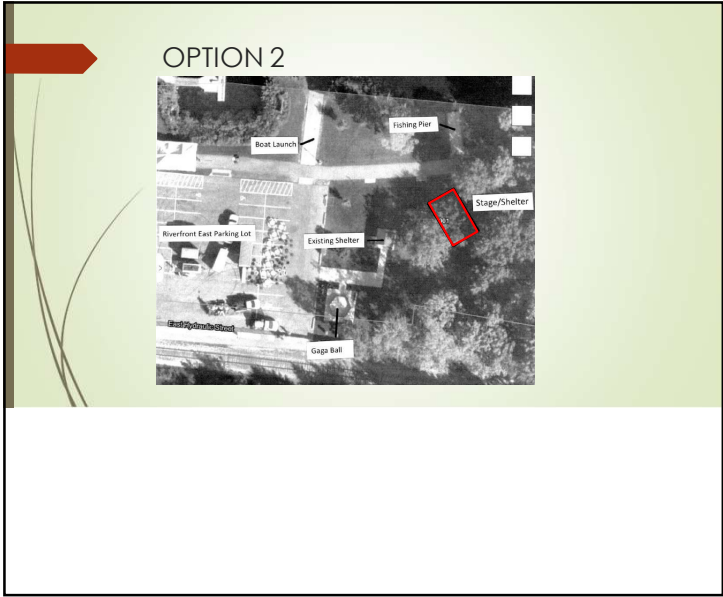 OPTION 2
Fishing Pier
Boat Launch
Stage/Shelter
Riverfront East Parking Lot
Existing Shelter
East Hydraulic Street
Gaga Ball